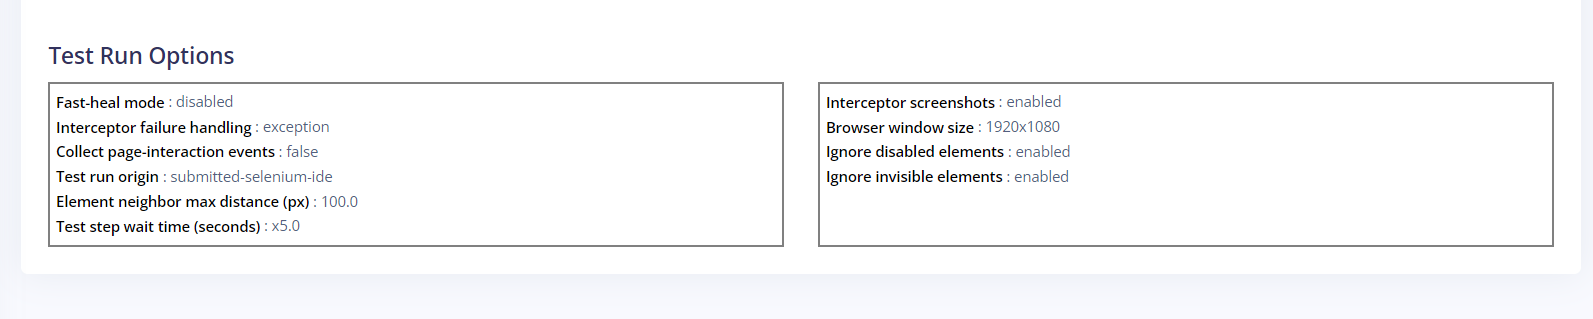 Test Run Options
Fast-heal mode : disabled
Interceptor failure handling : exception
Collect page-interaction events : false
Test run origin : submitted-selenium-ide
Element neighbor max distance (px) : 100.0
Test step wait time (seconds) : x5.0
Interceptor screenshots : enabled
Browser window size : 1920x1080
Ignore disabled elements : enabled
Ignore invisible elements : enabled